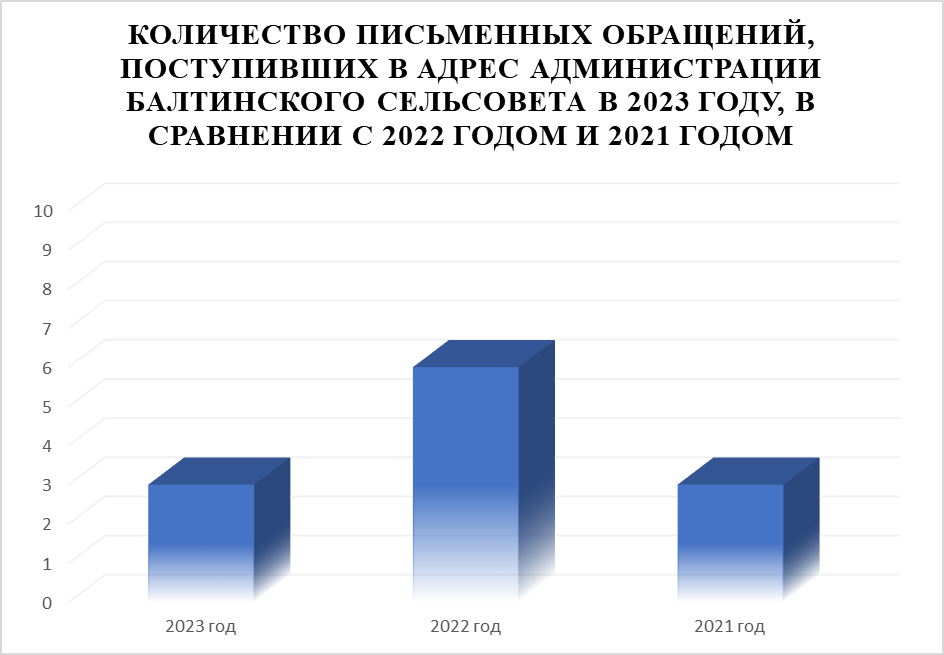 КОЛИЧЕСТВО ПИСЬМЕННЫХ ОБРАЩЕНИЙ,
ПОСТУПИВШИХ В АДРЕС АДМИНИСТРАЦИИ
БАЛТИНСКОГО СЕЛЬСОВЕТА В 2023 ГОДУ, В
СРАВНЕНИИ С 2022 ГОДОМ И 2021 ГОДОМ
10
9
8
7
6
5
4
3
2
1
0
2023 год 2022 год 2021 год